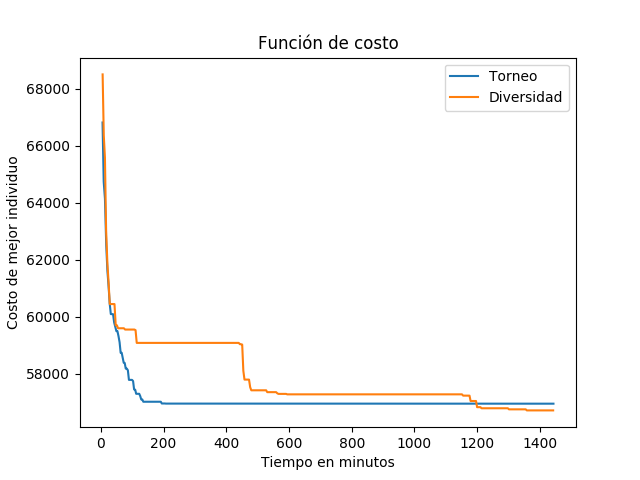 Función de costo
Torneo
Diversidad
Costo de mejor individuo
68000
66000
64000
62000
60000
58000
0 200 400 600 800 1000 1200 1400
Tiempo en minutos